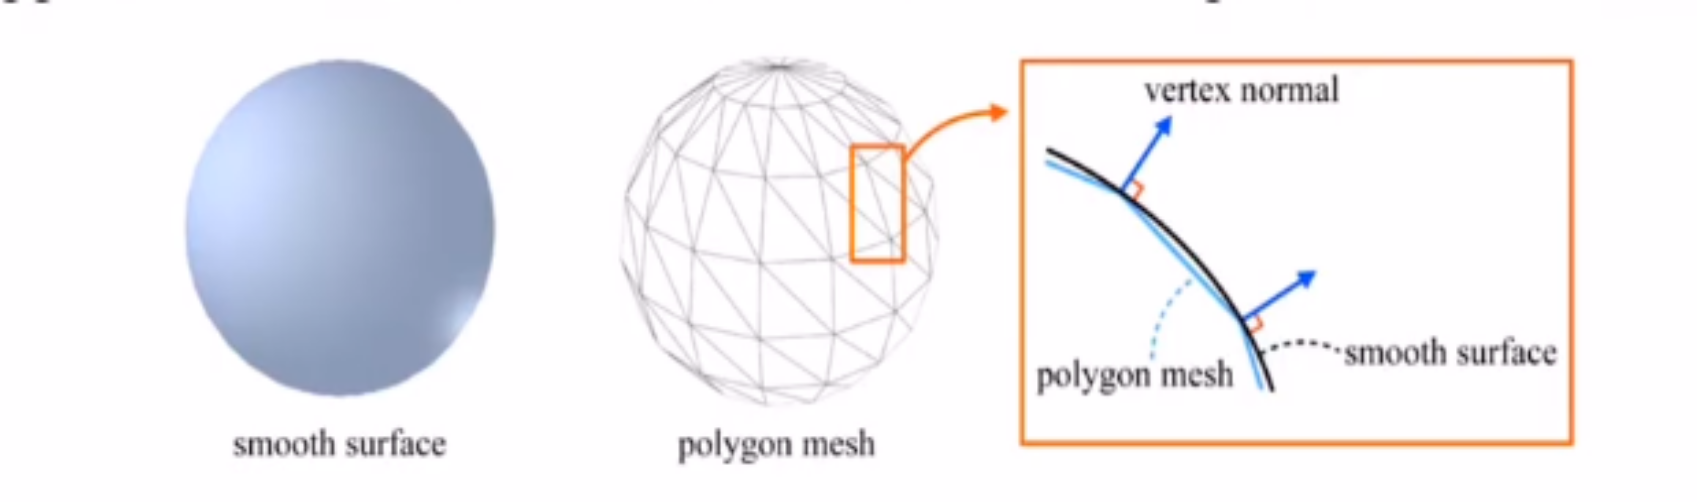 vertex normal
polygon mesh
smooth surface
smooth surface
polygon mesh